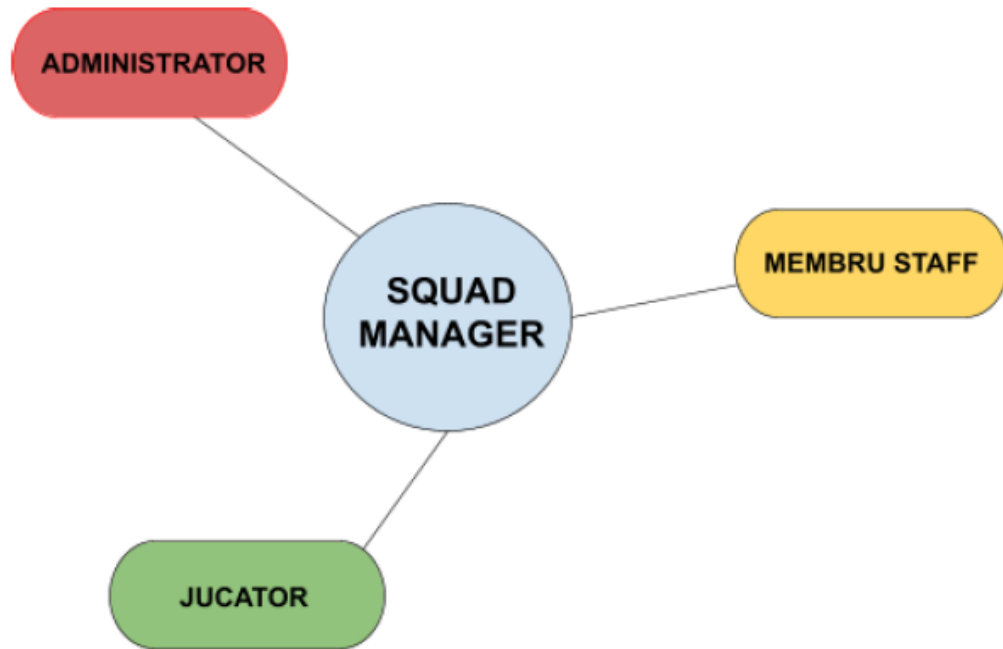 ADMINISTRATOR
SQUAD
MANAGER
MEMBRU STAFF
JUCATOR